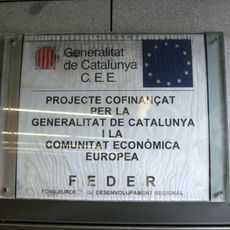 Generalitat
de Catalunya
C. E. E.
PROJECTE COFINANÇAT
PER LA
GENERALITAT DE CATALUNYA
I LA
COMUNITAT ECONÒMICA
EUROPEA
FEDER
FONS EUROPEU DE DESENVOLUPAMENT REGIONAL